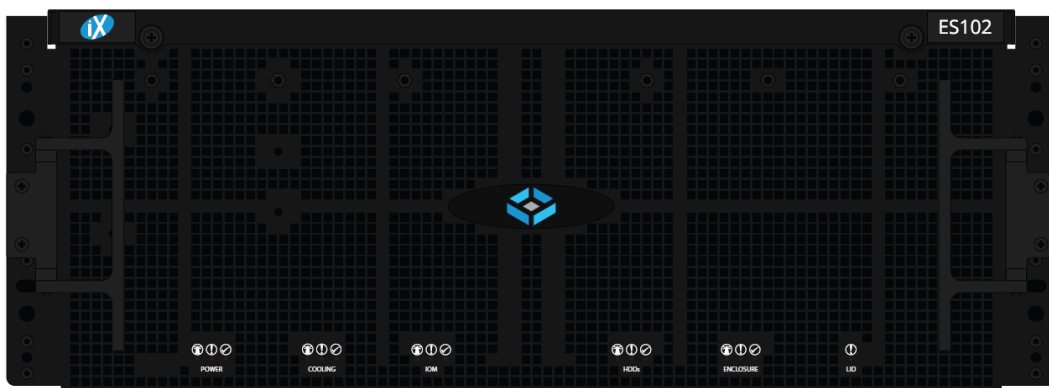 iX
ES102
POWER
COOLING
IOM
HDDs
ENCLOSURE
LID